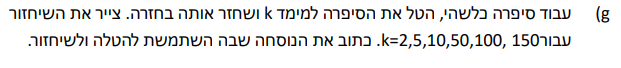 g) עבוד סיפרה כלשהי, הטל את הסיפרה למימד k ושחזר אותה בחזרה. צייר את השיחזור
עבור k=2,5,10,50,100, 150. כתוב את הנוסחה שבה השתמשת להטלה ולשיחזור.